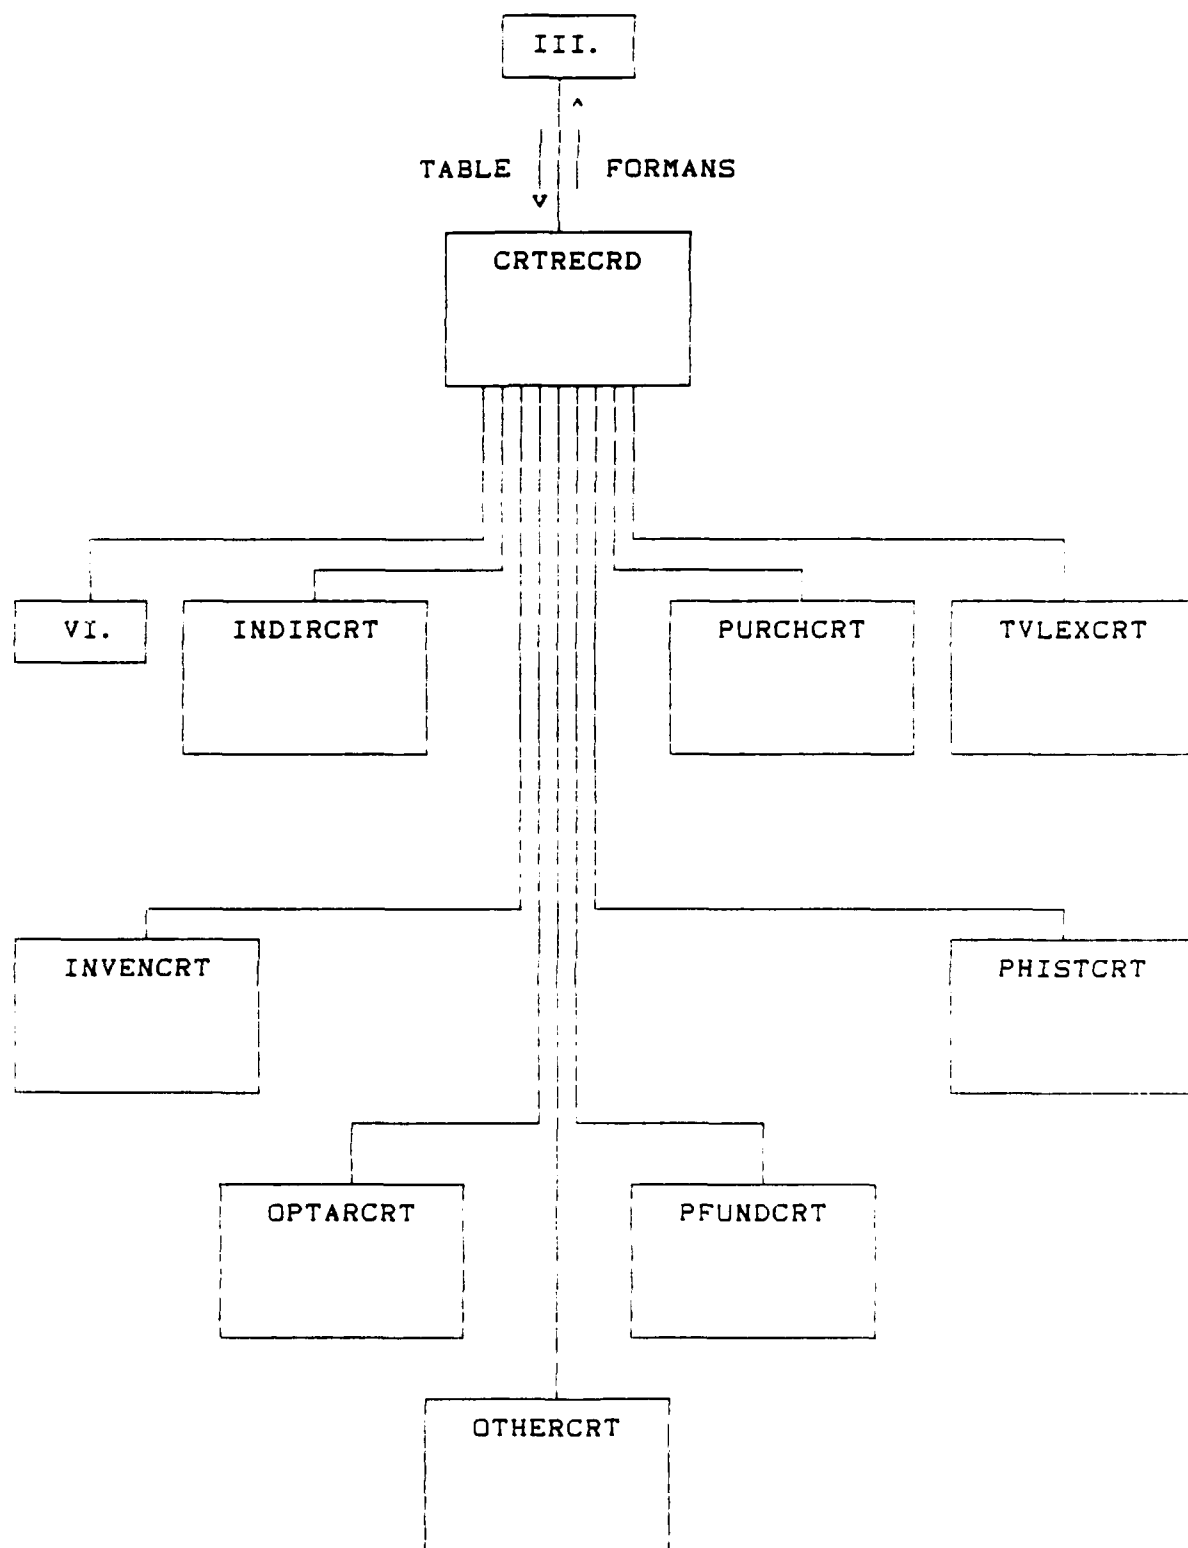 III.
TABLE FORMANS
CRTRECRD
VI. INDIRCRT PURCHCRT TVLEXCRT
INVENCRT PHISTCRT
OPTARCRT PFUNDCRT
OTHERCRT